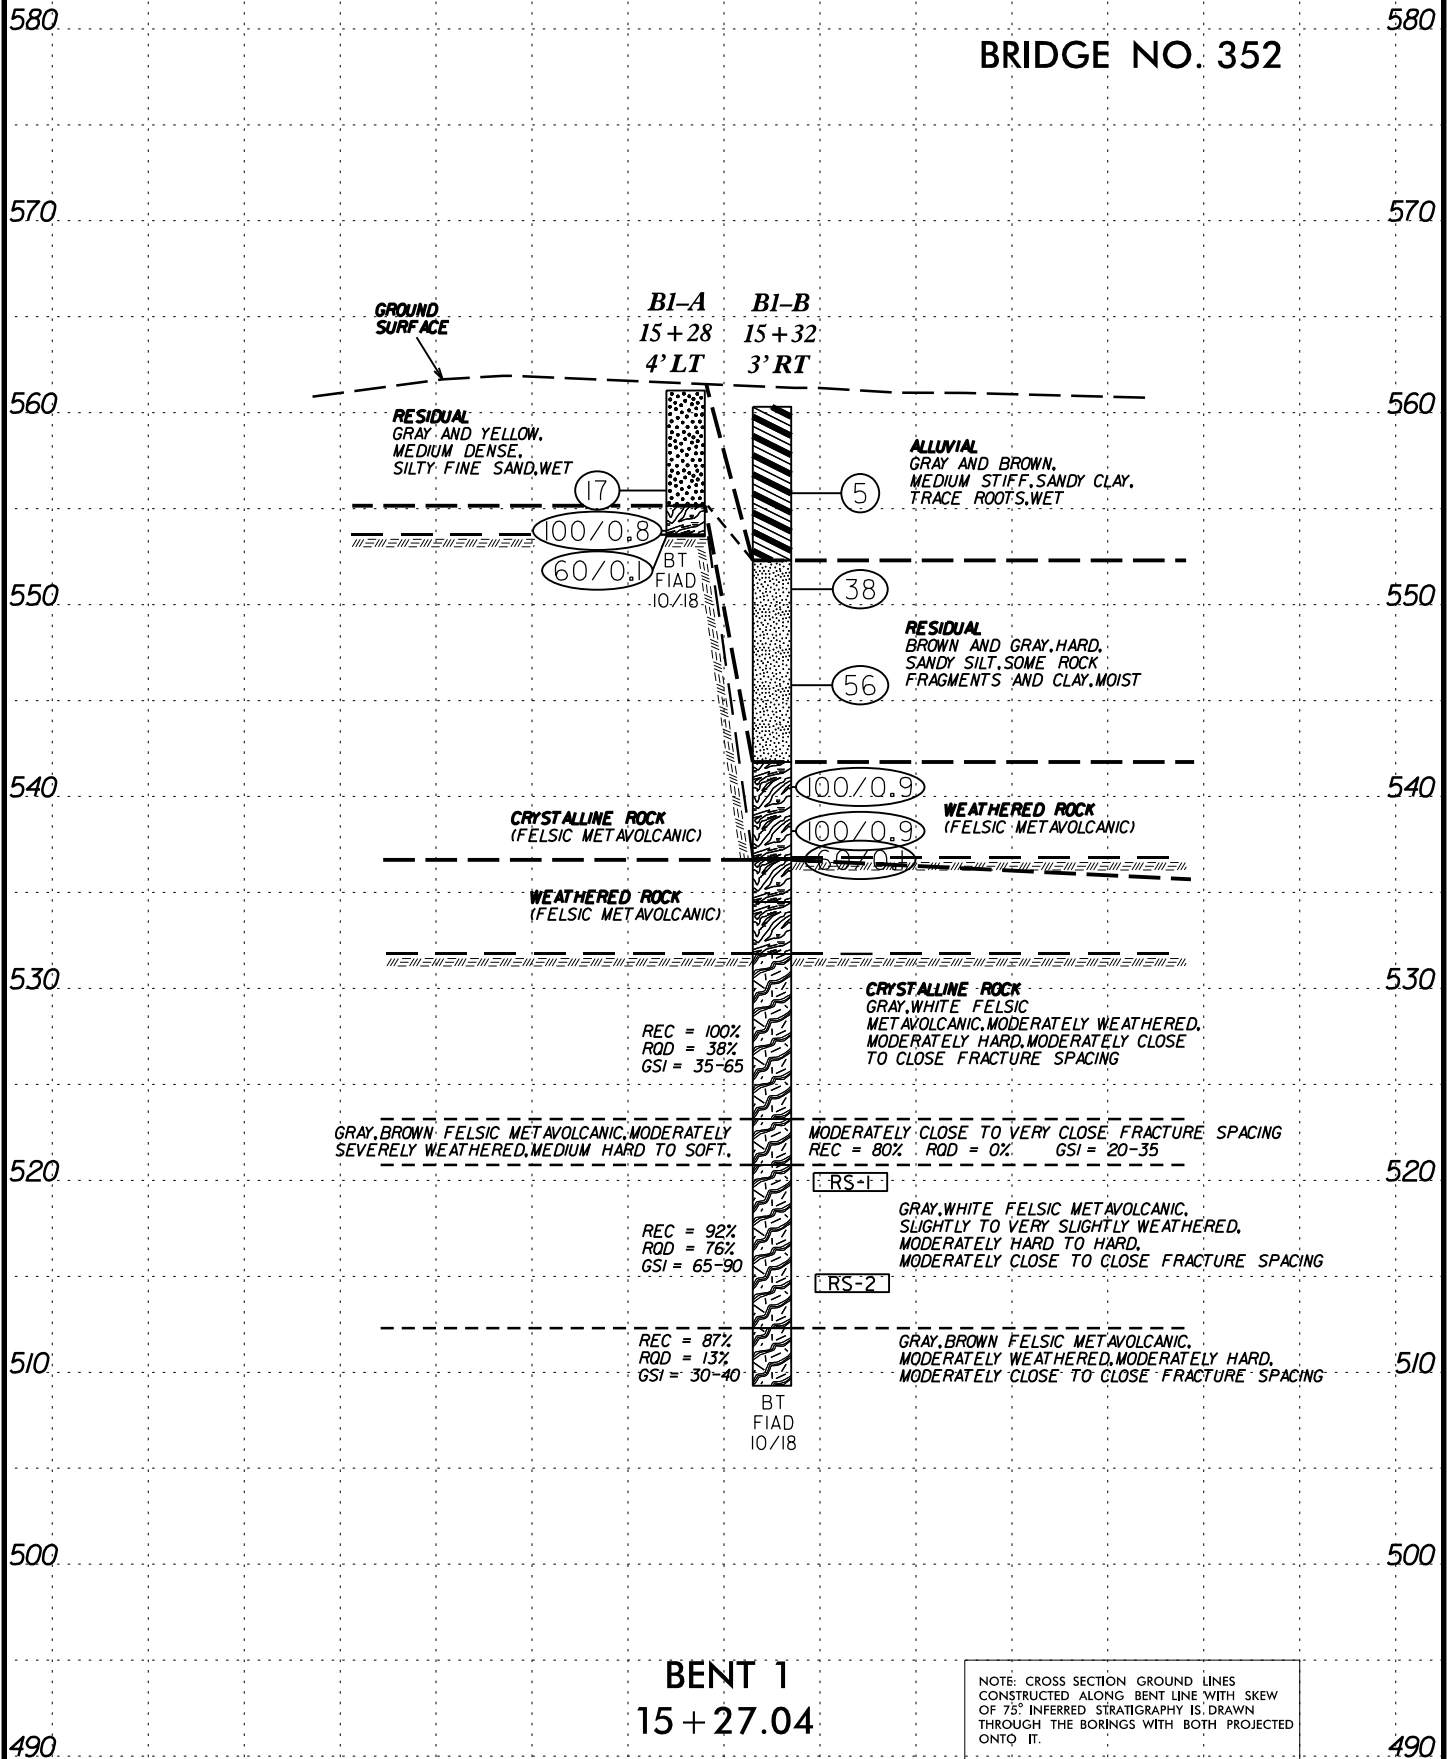 580
580
BRIDGE NO. 352
570
570
B1–A
15+28
4' LT
B1–B
15+32
3' RT
GROUND
SURFACE
560
560
RESIDUAL
GRAY AND YELLOW,
MEDIUM DENSE,
SILTY FINE SAND, WET
ALLUVIAL
GRAY AND BROWN,
MEDIUM STIFF, SANDY CLAY,
TRACE ROOTS, WET
17
5
100/0.8
60/0.1
BT
FIAD
10/18
550
550
38
RESIDUAL
BROWN AND GRAY, HARD,
SANDY SILT, SOME ROCK
FRAGMENTS AND CLAY, MOIST
56
540
540
100/0.9
CRYSTALLINE ROCK
(FELSIC METAVOLCANIC)
WEATHERED ROCK
(FELSIC METAVOLCANIC)
100/0.9
60/0.1
WEATHERED ROCK
(FELSIC METAVOLCANIC)
530
530
CRYSTALLINE ROCK
GRAY, WHITE FELSIC
METAVOLCANIC, MODERATELY WEATHERED,
MODERATELY HARD, MODERATELY CLOSE
TO CLOSE FRACTURE SPACING
REC = 100%
RQD = 38%
GSI = 35-65
GRAY, BROWN FELSIC METAVOLCANIC, MODERATELY
SEVERELY WEATHERED, MEDIUM HARD TO SOFT,
MODERATELY CLOSE TO VERY CLOSE FRACTURE SPACING
REC = 80% RQD = 0% GSI = 20-35
520
520
RS-1
GRAY, WHITE FELSIC METAVOLCANIC,
SLIGHTLY TO VERY SLIGHTLY WEATHERED,
MODERATELY HARD TO HARD,
MODERATELY CLOSE TO CLOSE FRACTURE SPACING
REC = 92%
RQD = 76%
GSI = 65-90
RS-2
REC = 87%
RQD = 13%
GSI = 30-40
GRAY, BROWN FELSIC METAVOLCANIC,
MODERATELY WEATHERED, MODERATELY HARD,
MODERATELY CLOSE TO CLOSE FRACTURE SPACING
510
510
BT
FIAD
10/18
500
500
BENT 1
15+27.04
NOTE: CROSS SECTION GROUND LINES
CONSTRUCTED ALONG BENT LINE WITH SKEW
OF 75°. INFERRED STRATIGRAPHY IS DRAWN
THROUGH THE BORINGS WITH BOTH PROJECTED
ONTO IT.
490
490